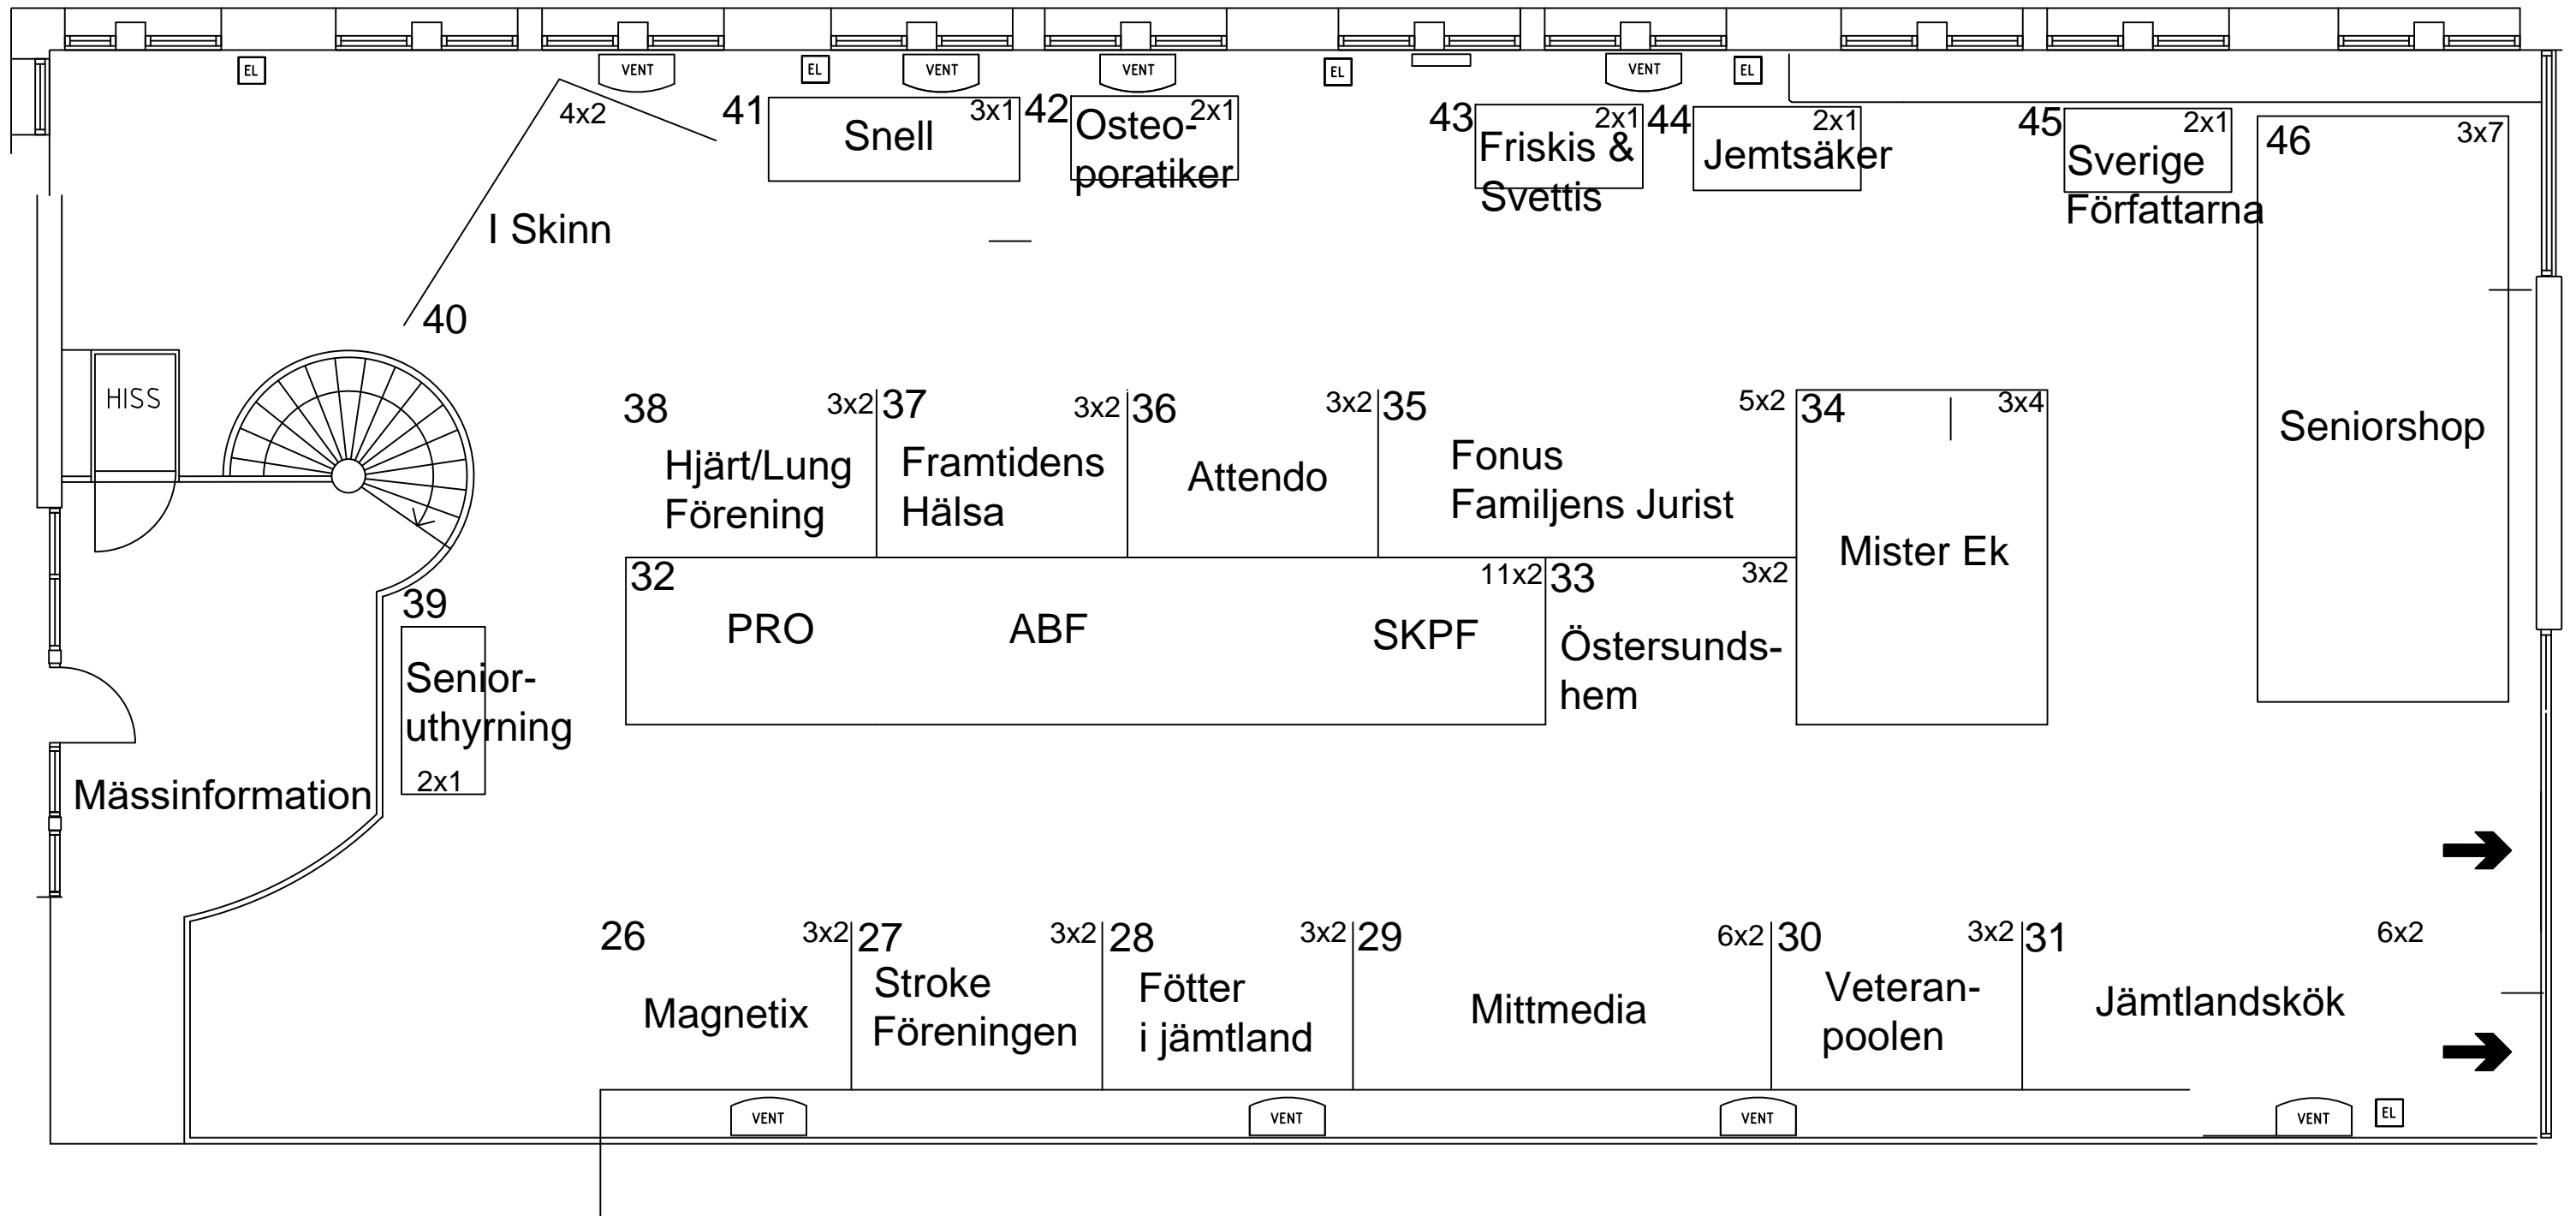 EL
VENT
EL
VENT
VENT
EL
VENT
EL
4x2
I Skinn
40
41
3x1
Snell
42
2x1
Osteo-
poratiker
43
2x1
Friskis &
Svettis
44
2x1
Jemtsäker
45
2x1
Sverige
Författarna
46
3x7
Seniorshop
HISS
38
3x2
Hjärt/Lung
Förening
37
3x2
Framtidens
Hälsa
36
3x2
Attendo
35
5x2
Fonus
Familjens Jurist
34
3x4
Mister Ek
32
11x2
PRO
ABF
SKPF
33
3x2
Östersunds-
hem
39
Senior-
uthyrning
2x1
Mässinformation
26
3x2
Magnetix
27
3x2
Stroke
Föreningen
28
3x2
Fötter
i jämtland
29
6x2
Mittmedia
30
3x2
Veteran-
poolen
31
6x2
Jämtlandskök
VENT
VENT
VENT
VENT
EL